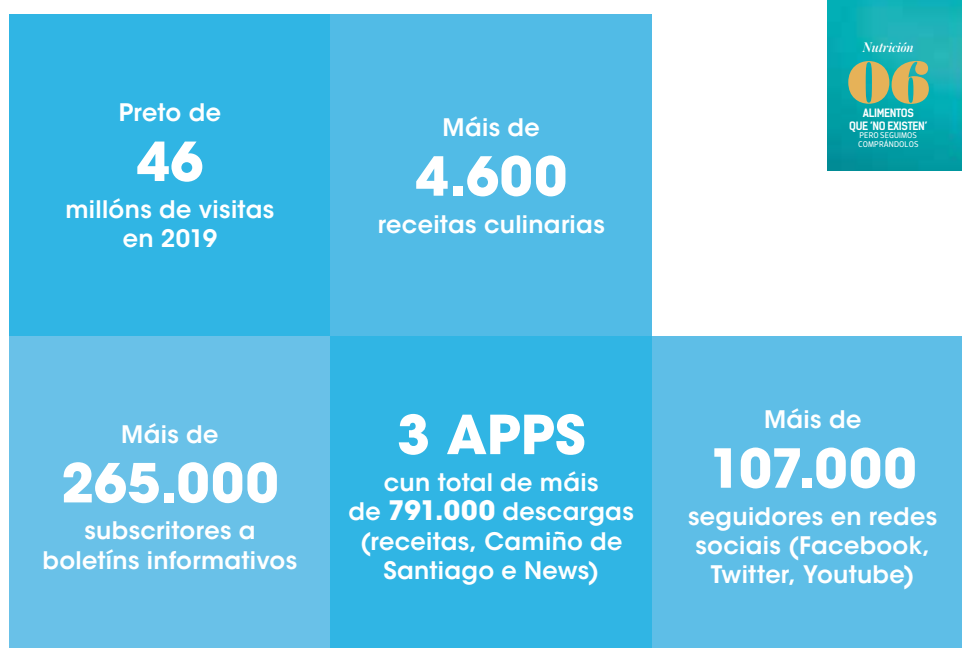 Preto de
46
millóns de visitas
en 2019
Máis de
4.600
receitas culinarias
Nutrición
06
ALIMENTOS
QUE 'NO EXISTEN'
PERO SEGUIMOS
COMPRÁNDOLOS
Máis de
265.000
subscritores a
boletíns informativos
3 APPS
cun total de máis
de 791.000 descargas
(receitas, Camiño de
Santiago e News)
Máis de
107.000
seguidores en redes
sociais (Facebook,
Twitter, Youtube)